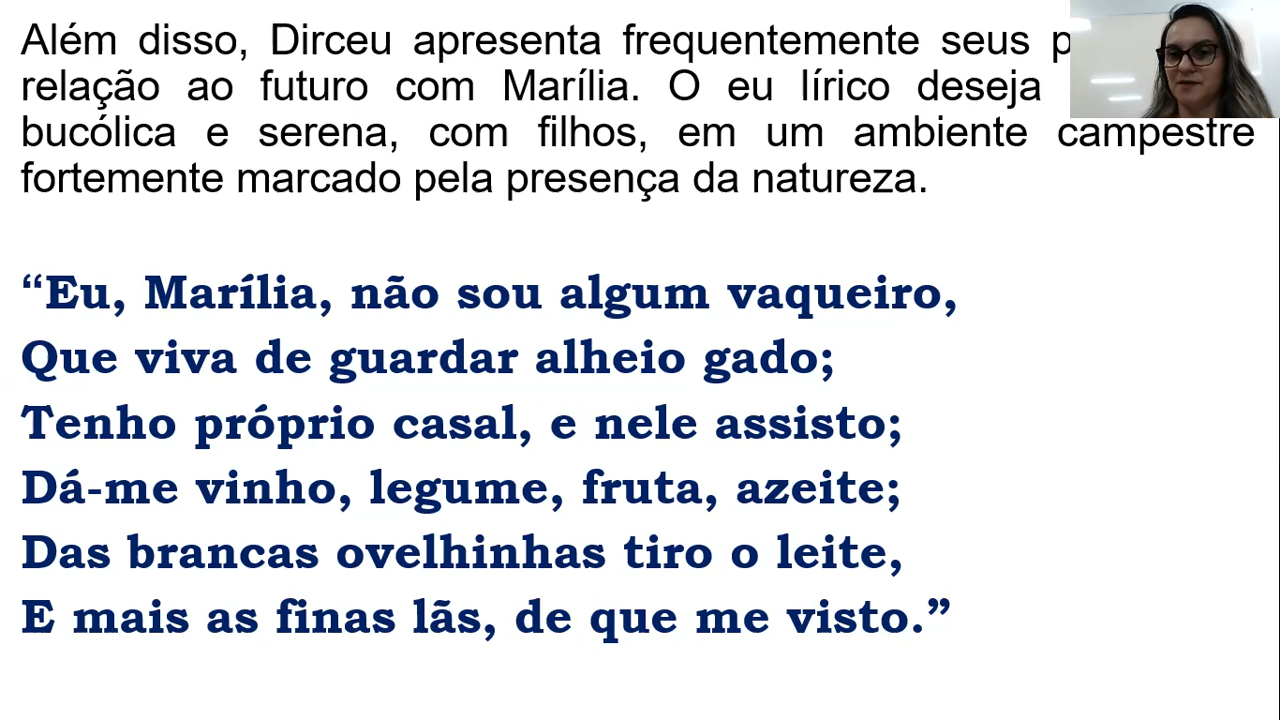 Além disso, Dirceu apresenta frequentemente seus
relação ao futuro com Marília. O eu lírico deseja
bucólica e serena, com filhos, em um ambiente campestre
fortemente marcado pela presença da natureza.
“Eu, Marília, não sou algum vaqueiro,
Que viva de guardar alheio gado;
Tenho próprio casal, e nele assisto;
Dá-me vinho, legume, fruta, azeite;
Das brancas ovelhinhas tiro o leite,
E mais as finas lãs, de que me visto.”